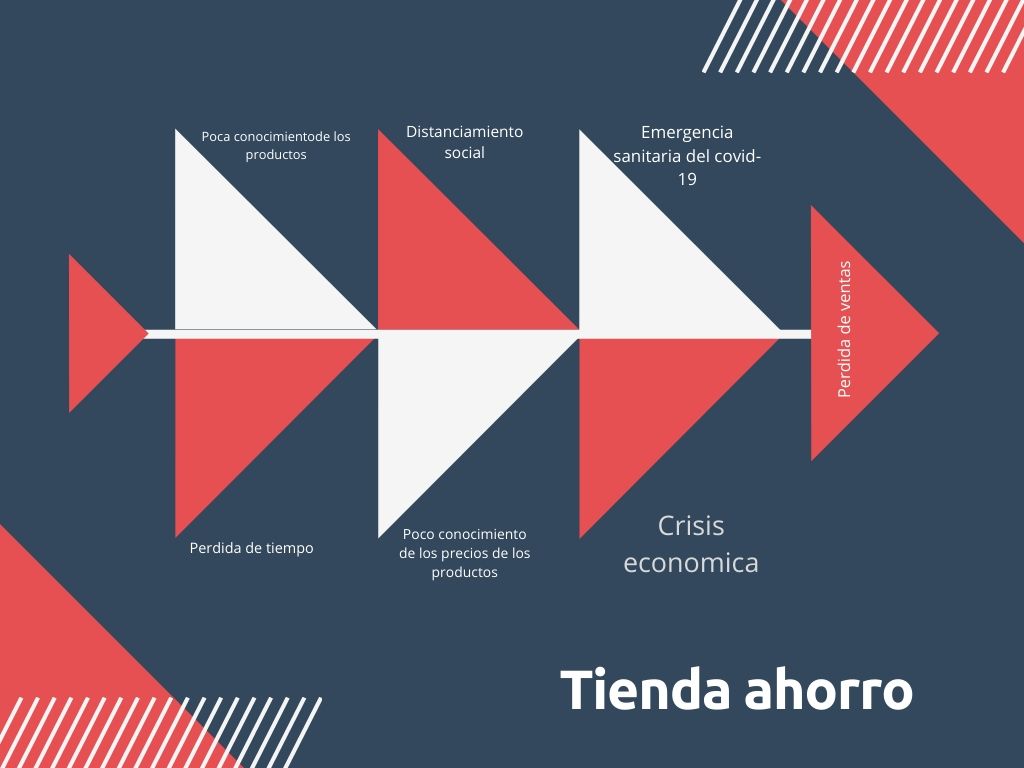 Poca conocimientode los
productos
Distanciamiento
social
Emergencia
sanitaria del covid-
19
Perdida de ventas
Perdida de tiempo
Poco conocimiento
de los precios de los
productos
Crisis
economica
Tienda ahorro